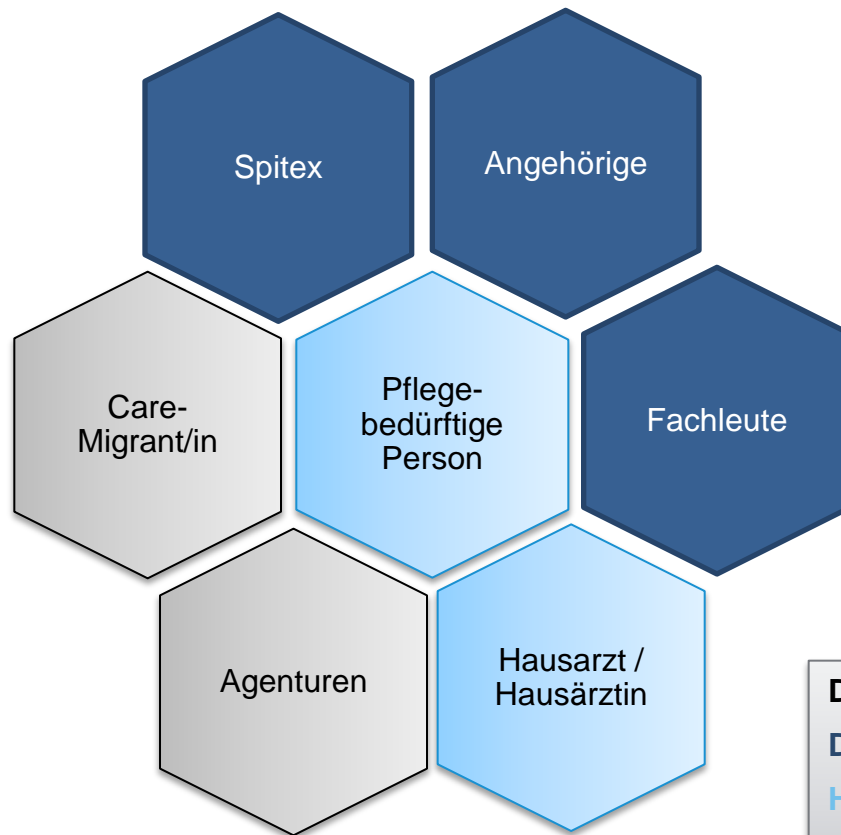 Spitex
Angehörige
Care-
Migrant/in
Pflege-
bedürftige
Person
Fachleute
Agenturen
Hausarzt /
Hausärztin
D
D
H